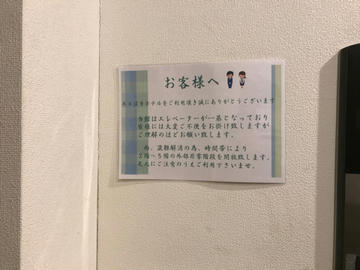 お客様へ
ホテルをご利用頂き誠にありがとうございます
当館はエレベーターが一基となっており
皆様には大変ご不便をお掛け致しますが
ご理解のほどお願い致します。
尚、混雑解消の為、時間帯により
階~5階の外非常階段を開放致します。
足元にご注意のうえご利用下さいませ。